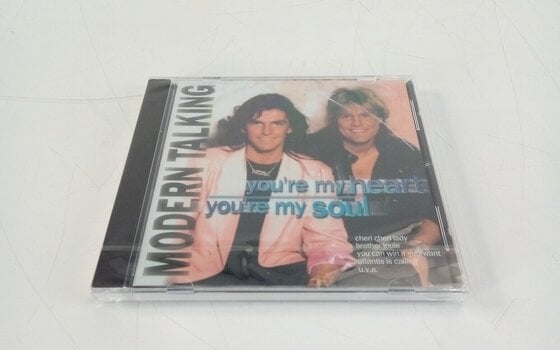 MODERN TALKING
you're my heart
you're my soul
cheri cheri lady
brother louie
you can win if you want
atlantis is calling
u.v.a.